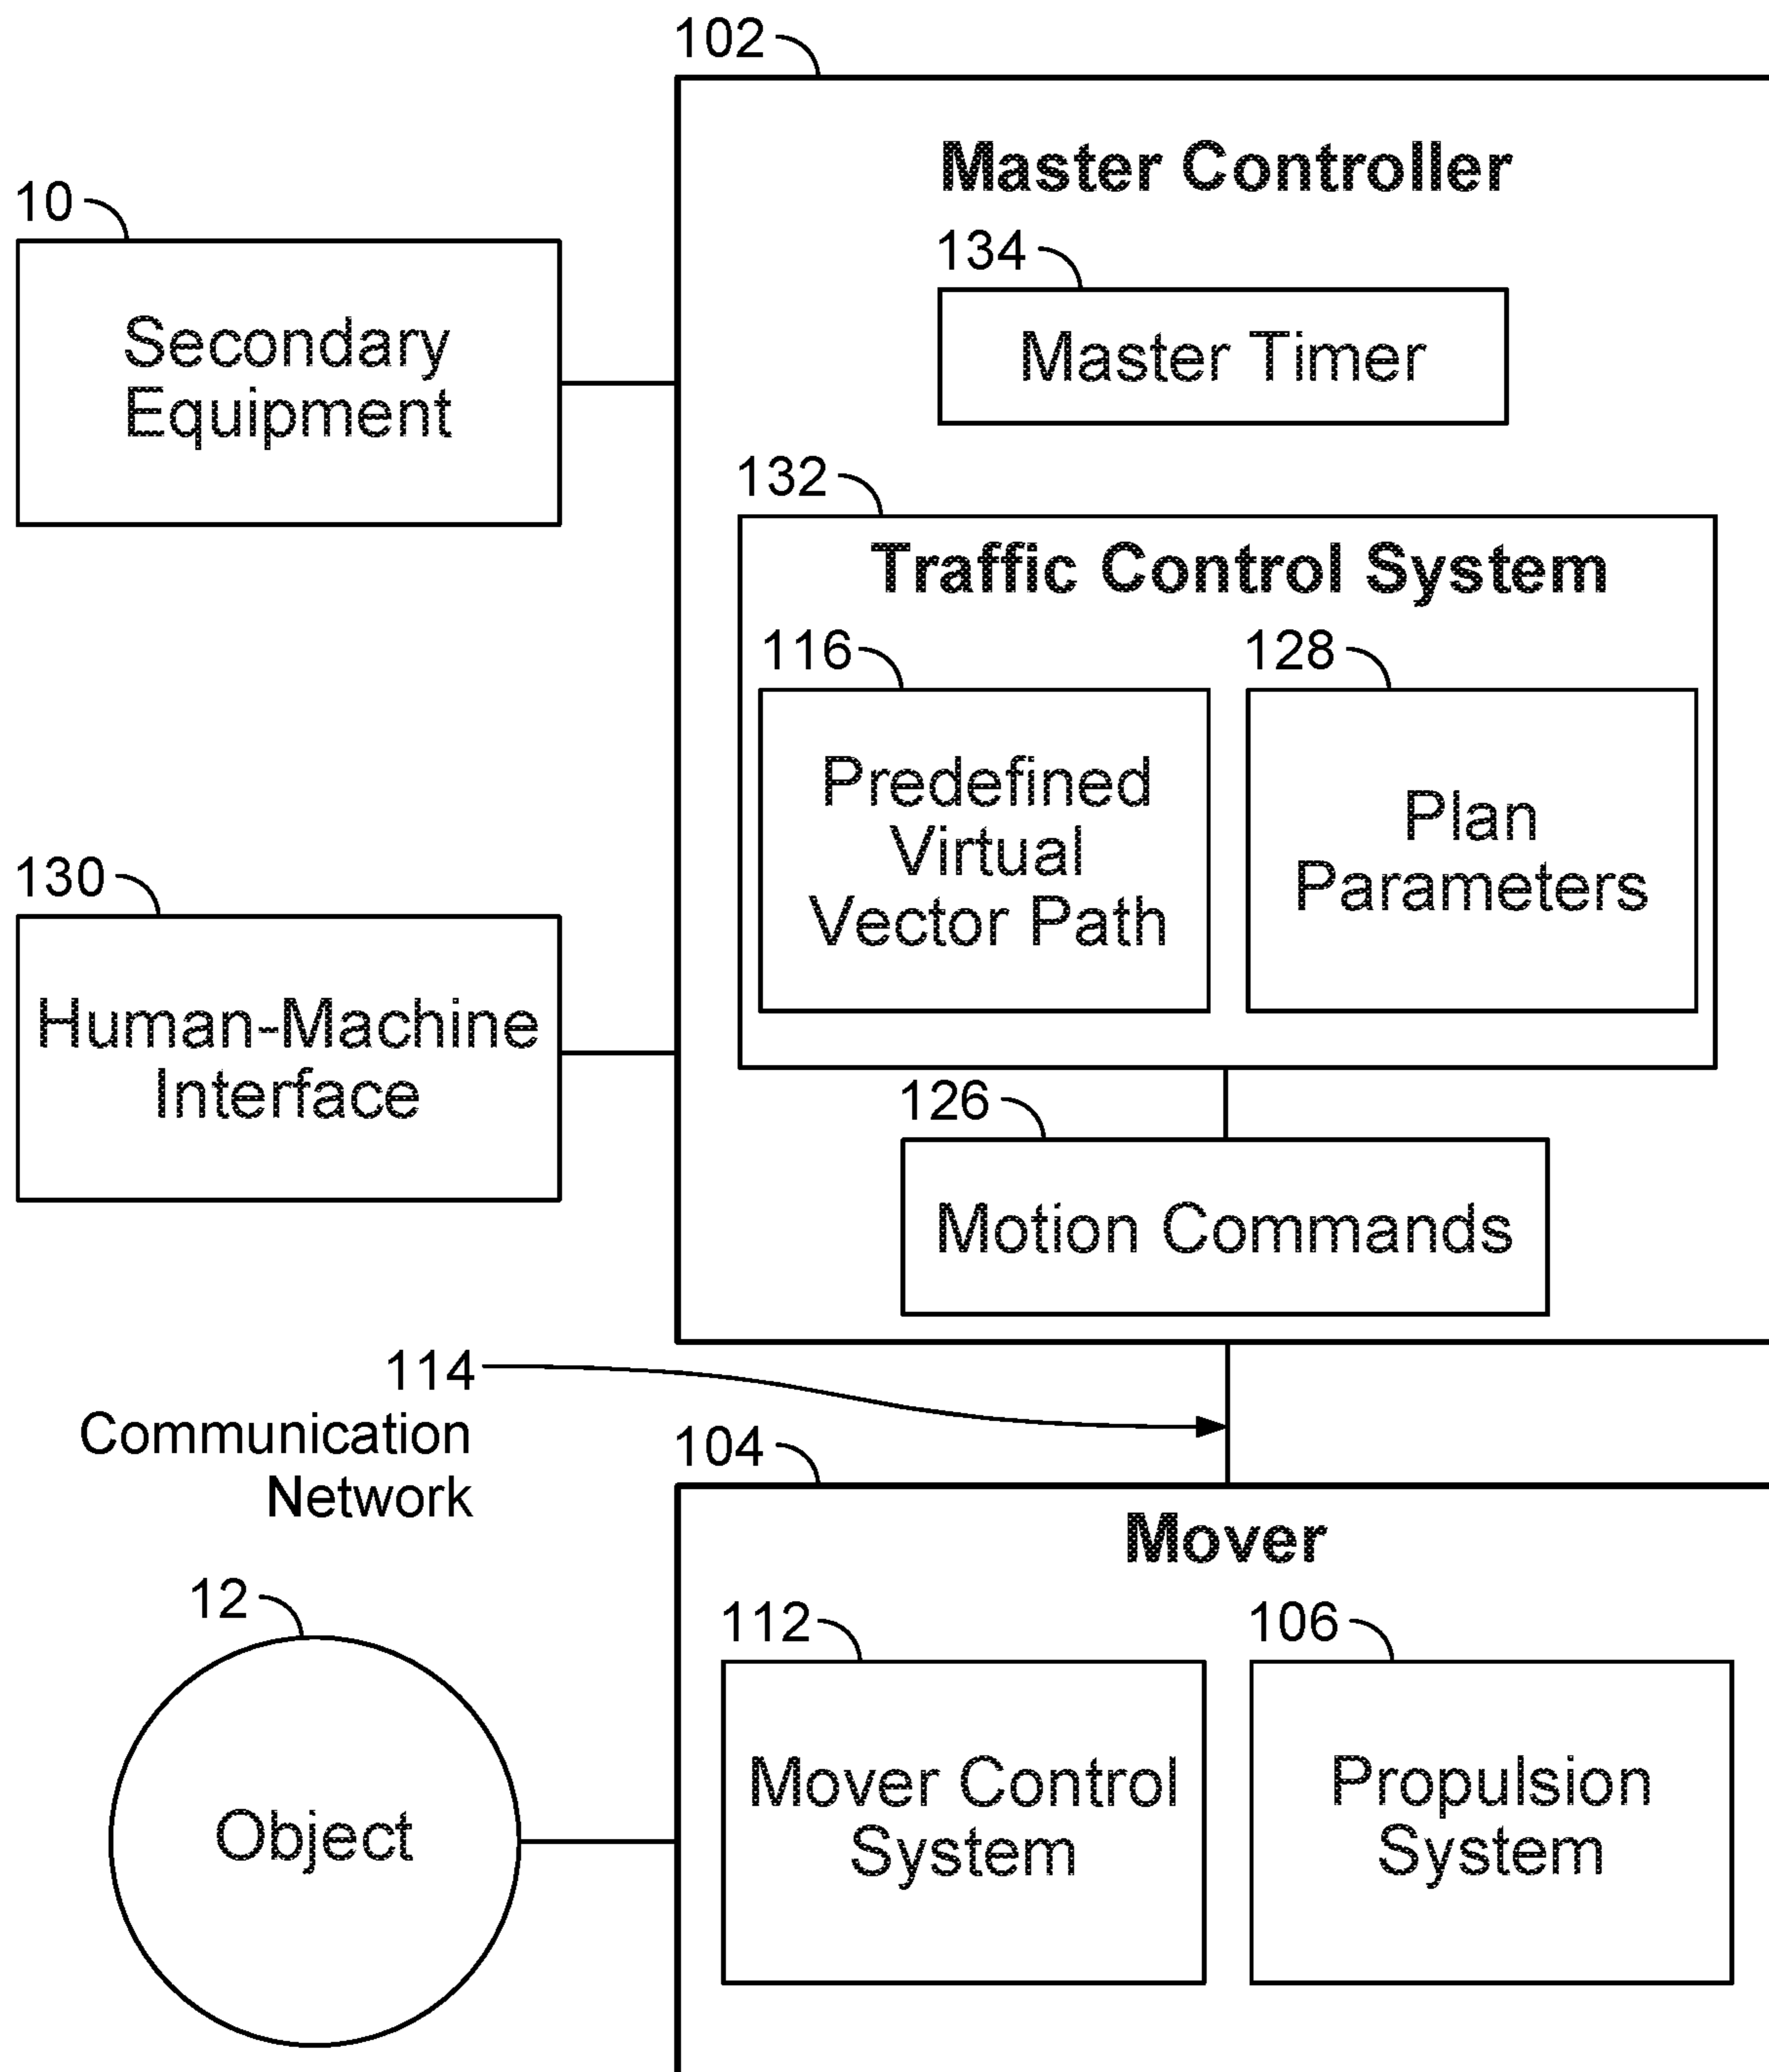 102
Master Controller
10
Secondary
Equipment
134
Master Timer
132
Traffic Control System
116
Predefined
Virtual
Vector Path
128
Plan
Parameters
130
Human-Machine
Interface
126
Motion Commands
114
Communication
Network
104
Mover
12
Object
112
Mover Control
System
106
Propulsion
System